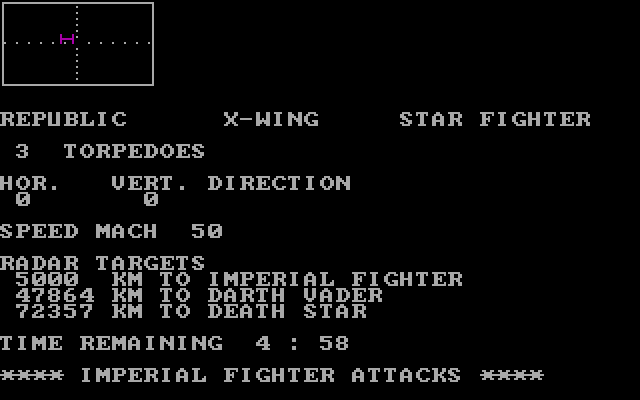 REPUBLIC X-WING STAR FIGHTER
3 TORPEDOES
HOR. VERT. DIRECTION
0 0
SPEED MACH 50
RADAR TARGETS
5000 KM TO IMPERIAL FIGHTER
47864 KM TO DARTH VADER
72357 KM TO DEATH STAR
TIME REMAINING 4 : 58
**** IMPERIAL FIGHTER ATTACKS ****